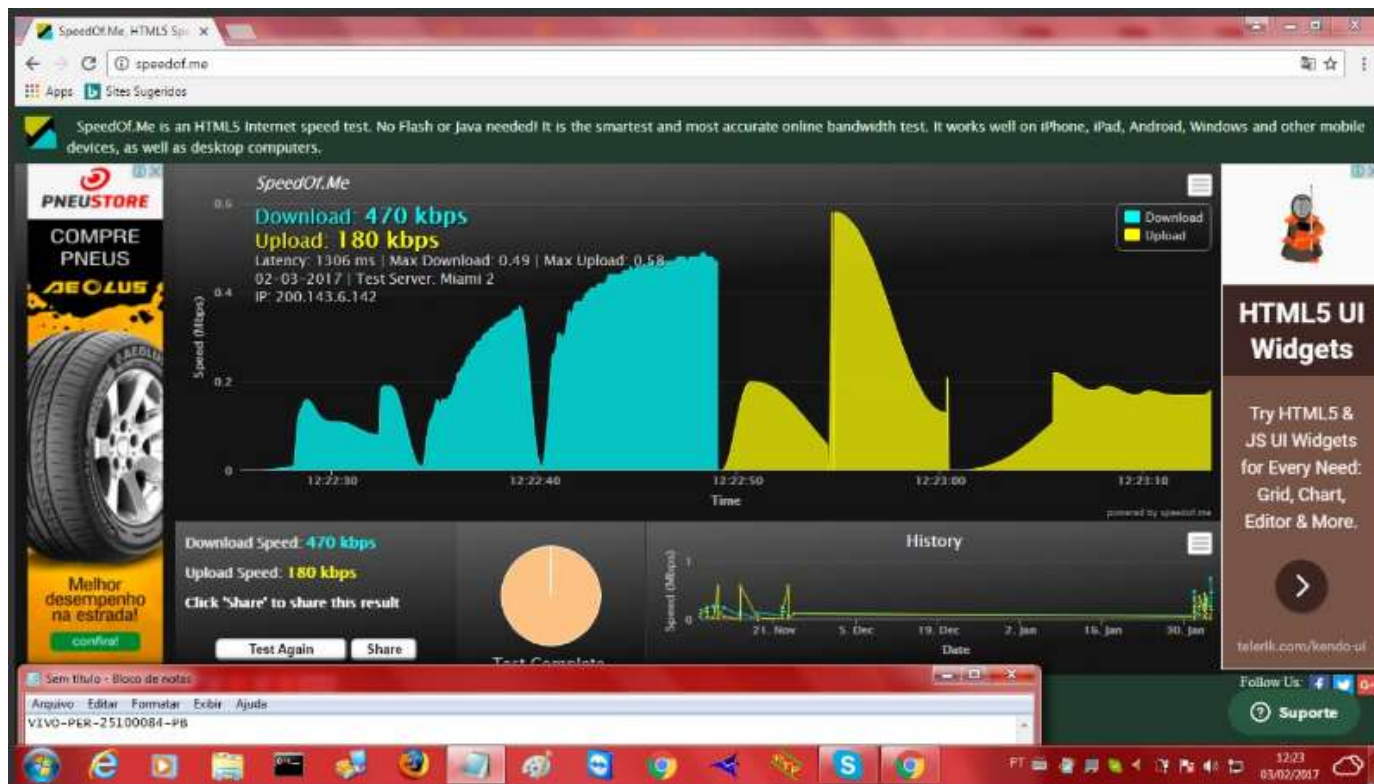 SpeedOf.Me, HTML5 Spe
speedof.me
Apps Sites Sugeridos
SpeedOf.Me is an HTML5 Internet speed test. No Flash or Java needed! It is the smartest and most accurate online bandwidth test. It works well on iPhone, iPad, Android, Windows and other mobile
devices, as well as desktop computers.
PNEUSTORE
COMPRE
PNEUS
AEOLUS
AEOLUS
Melhor
desempenho
na estrada!
confira!
SpeedOf.Me
Download: 470 kbps
Upload: 180 kbps
Latency: 1306 ms | Max Download: 0.49 | Max Upload: 0.58
02-03-2017 | Test Server: Miami 2
IP: 200.143.6.142
Download
Upload
Speed (Mbps)
0.6
0.4
0.2
0
12:22:30 12:22:40 12:22:50 12:23:00 12:23:10
Time
powered by speedof.me
HTML5 UI
Widgets
Try HTML5 &
JS UI Widgets
for Every Need:
Grid, Chart,
Editor & More.
telerik.com/kendo-ui
Download Speed: 470 kbps
Upload Speed: 180 kbps
Click 'Share' to share this result
Test Again Share
Test Complete
History
Speed (Mbps)
1
0
21. Nov 5. Dec 19. Dec 2. Jan 16. Jan 30. Jan
Date
Follow Us:
Suporte
Sem título - Bloco de notas
Arquivo Editar Formatar Exibir Ajuda
VIVO-PER-25100084-PB
PT
12:23
03/02/2017